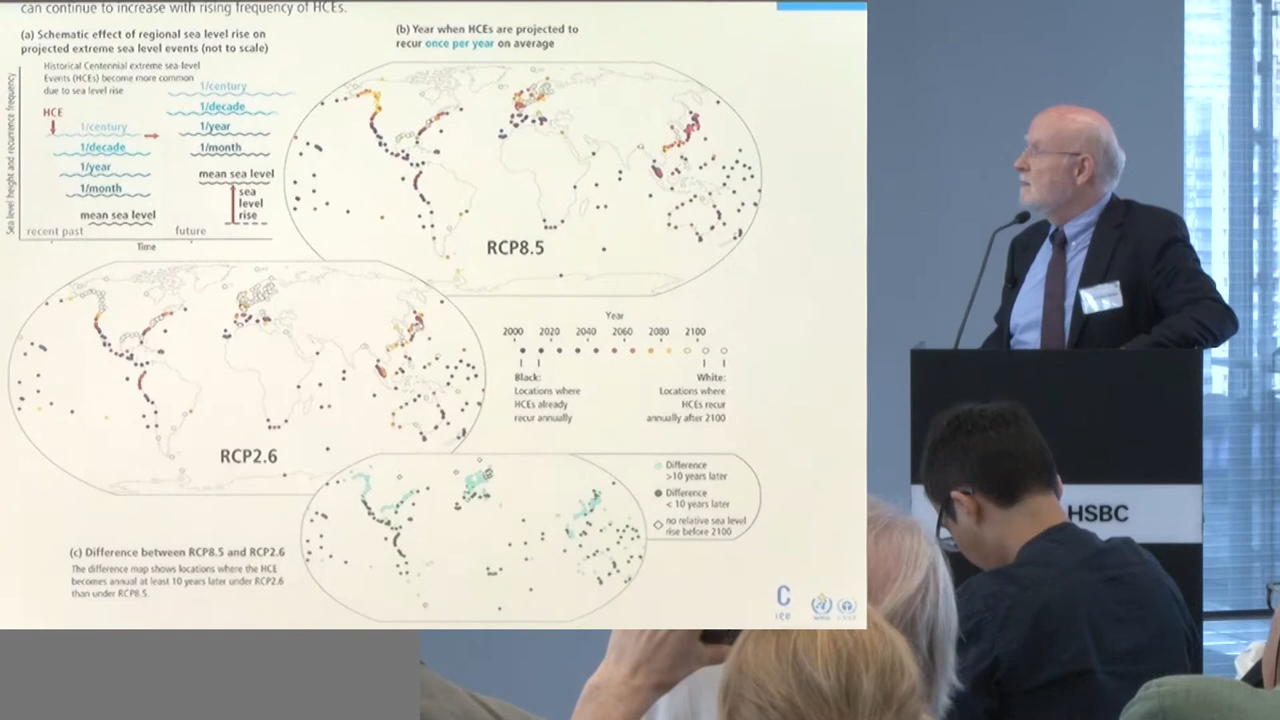 can continue to increase with rising frequency of HCEs.
(a) Schematic effect of regional sea level rise on
projected extreme sea level events (not to scale)
Historical Centennial extreme sea-level
Events (HCEs) become more common
due to sea level rise
HCE
1/century
1/decade
1/year
1/month
mean sea level
recent past
1/century
1/decade
1/year
1/month
mean sea level
sea
level
rise
future
Time
Sea level height and recurrence frequency
(b) Year when HCEs are projected to
recur once per year on average
RCP8.5
RCP2.6
Year
2000 2020 2040 2060 2080 2100
Black:
Locations where
HCEs already
recur annually
White:
Locations where
HCEs recur
annually after 2100
(c) Difference between RCP8.5 and RCP2.6
The difference map shows locations where the HCE
becomes annual at least 10 years later under RCP2.6
than under RCP8.5.
Difference
>10 years later
Difference
< 10 years later
no relative sea level
rise before 2100
HSBC